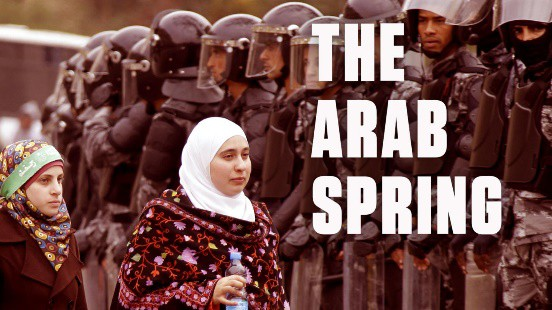 THE
ARAB
SPRING